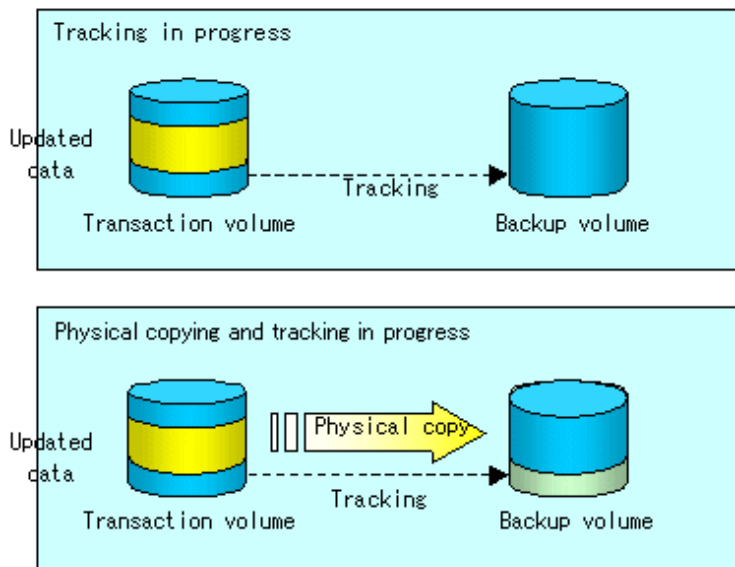 Tracking in progress
Updated
data
Tracking
Transaction volume
Backup volume
Physical copying and tracking in progress
Physical copy
Updated
data
Tracking
Transaction volume
Backup volume